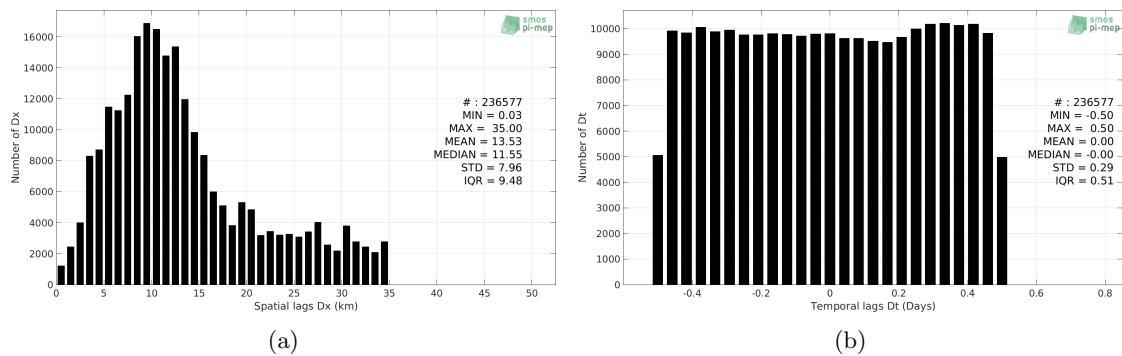 smos
pi-mep
16000
14000
12000
10000
8000
6000
4000
2000
0
Number of Dx
# : 236577
MIN = 0.03
MAX = 35.00
MEAN = 13.53
MEDIAN = 11.55
STD = 7.96
IQR = 9.48
0 5 10 15 20 25 30 35 40 45 50
Spatial lags Dx (km)
(a)
smos
pi-mep
10000
9000
8000
7000
6000
5000
4000
3000
2000
1000
0
Number of Dt
# : 236577
MIN = -0.50
MAX = 0.50
MEAN = 0.00
MEDIAN = -0.00
STD = 0.29
IQR = 0.51
-0.4 -0.2 0 0.2 0.4 0.6 0.8
Temporal lags Dt (Days)
(b)